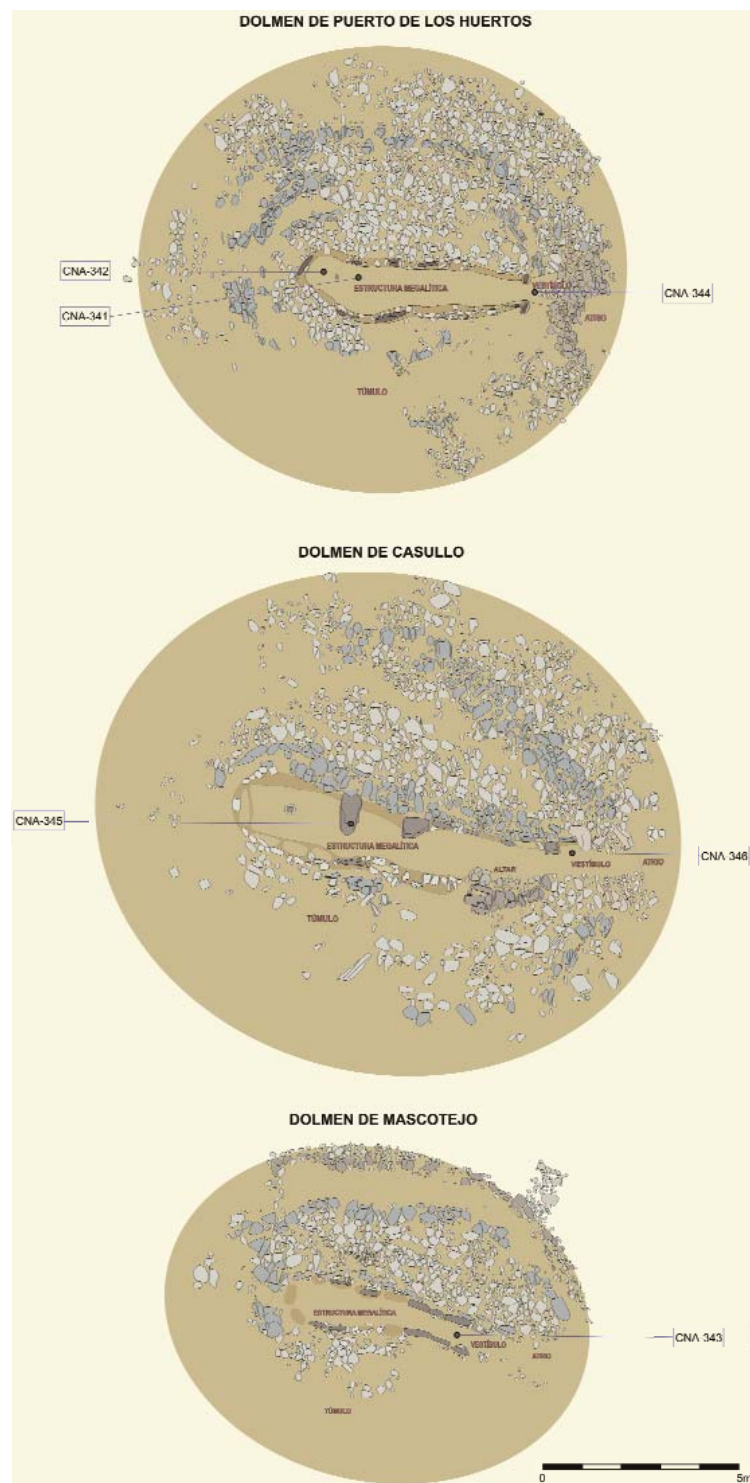 DOLMEN DE PUERTO DE LOS HUERTOS
CNA-342
ESTRUCTURA MEGALÍTICA
VESTÍBULO
CNA-344
CNA-341
ATRIO
TÚMULO
DOLMEN DE CASULLO
CNA-345
ESTRUCTURA MEGALÍTICA
CNA-346
VESTÍBULO
ATRIO
ALTAR
TÚMULO
DOLMEN DE MASCOTEJO
ESTRUCTURA MEGALÍTICA
CNA-343
VESTÍBULO
ATRIO
TÚMULO
0 5m